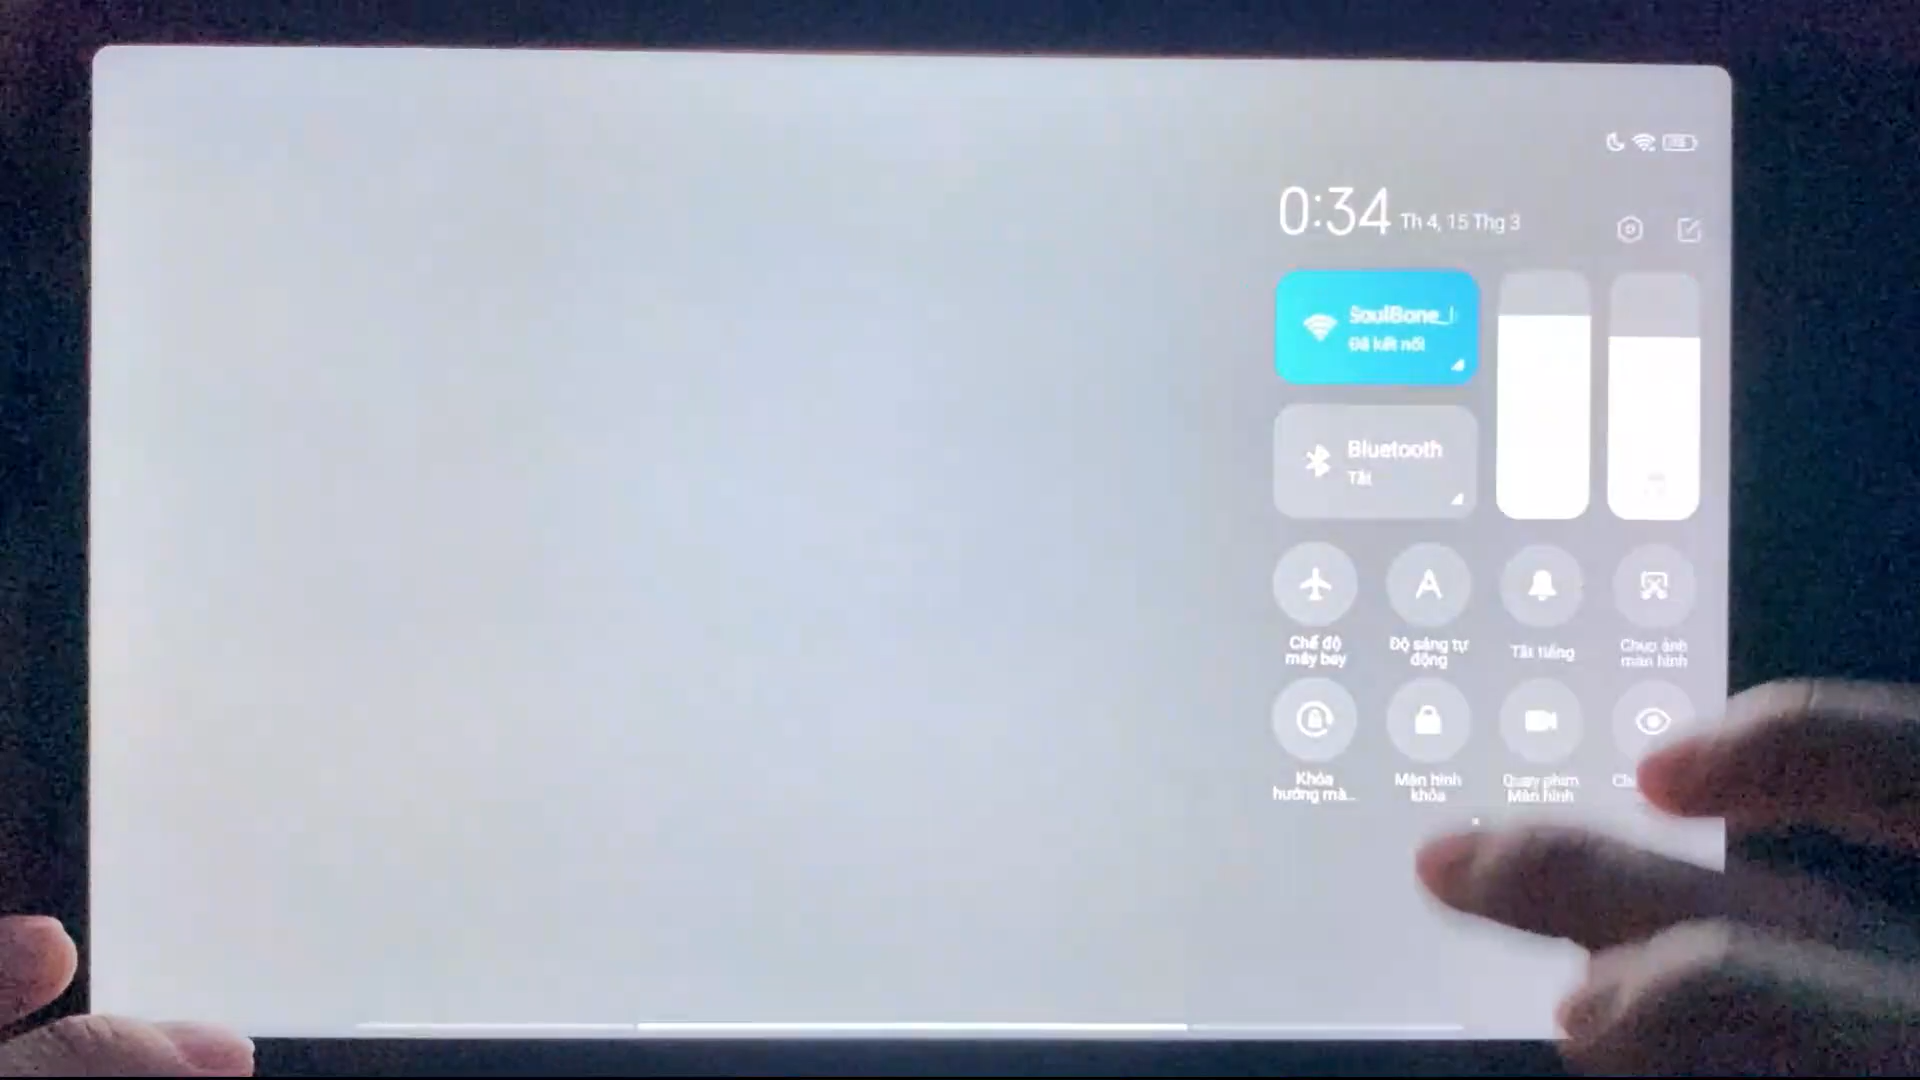 0:34 Th 4, 15 Thg 3
SoulBone_
Đã kết nối
Bluetooth
Tắt
Chế độ
máy bay
Độ sáng tự
động
Tắt tiếng
Chụp ảnh
màn hình
Khóa
hướng mà...
Màn hình
khóa
Quay phim
Màn hình